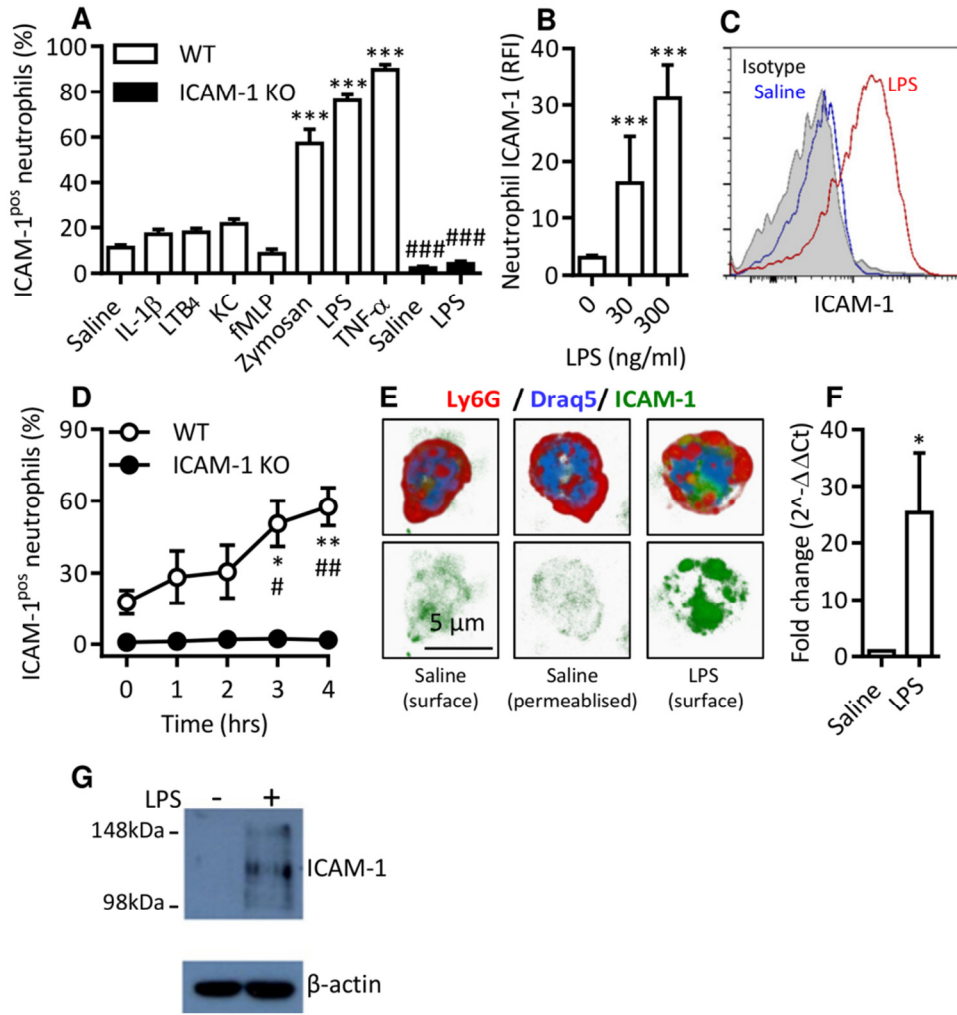 A
ICAM-1pos neutrophils (%)
100
80
60
40
20
0
WT
ICAM-1 KO
***
***
***
###
###
Saline
IL-1β
LTB4
KC
fMLP
Zymosan
LPS
TNF-α
Saline
LPS
B
Neutrophil ICAM-1 (RFI)
40
30
20
10
0
***
***
0
30
300
LPS (ng/ml)
C
Isotype
Saline
LPS
ICAM-1
D
ICAM-1pos neutrophils (%)
90
60
30
0
WT
ICAM-1 KO
*
#
**
##
0 1 2 3 4
Time (hrs)
E
Ly6G / Draq5/ ICAM-1
5 μm
Saline
(surface)
Saline
(permeablised)
LPS
(surface)
F
Fold change (2^-ΔΔCt)
40
30
20
10
0
*
Saline
LPS
G
LPS - +
148kDa -
ICAM-1
98kDa -
β-actin